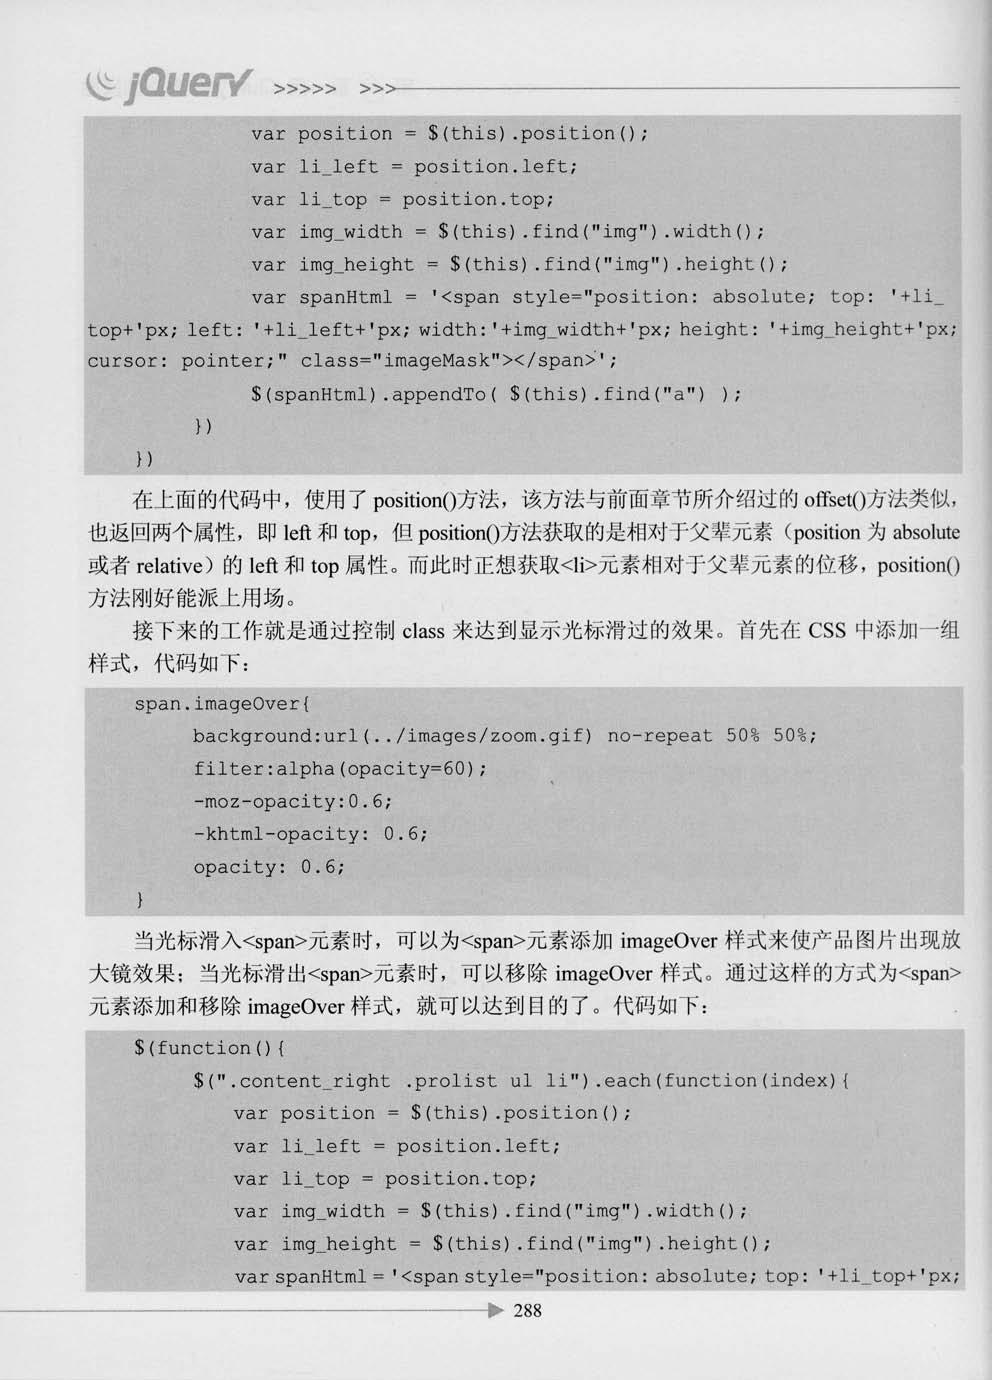 jQuery >>>>> >>>
var position = $(this).position();
var li_left = position.left;
var li_top = position.top;
var img_width = $(this).find("img").width();
var img_height = $(this).find("img").height();
var spanHtml = '<span style="position: absolute; top: '+li_
top+'px; left: '+li_left+'px; width:'+img_width+'px; height: '+img_height+'px;
cursor: pointer;" class="imageMask"></span>';
$(spanHtml).appendTo( $(this).find("a") );
})
})
在上面的代码中，使用了 position()方法，该方法与前面章节所介绍过的 offset()方法类似，
也返回两个属性，即 left 和 top，但 position()方法获取的是相对于父辈元素（position 为 absolute
或者 relative）的 left 和 top 属性。而此时正想获取<li>元素相对于父辈元素的位移，position()
方法刚好能派上用场。
接下来的工作就是通过控制 class 来达到显示光标滑过的效果。首先在 CSS 中添加一组
样式，代码如下：
span.imageOver{
background:url(../images/zoom.gif) no-repeat 50% 50%;
filter:alpha(opacity=60);
-moz-opacity:0.6;
-khtml-opacity: 0.6;
opacity: 0.6;
}
当光标滑入<span>元素时，可以为<span>元素添加 imageOver 样式来使产品图片出现放
大镜效果；当光标滑出<span>元素时，可以移除 imageOver 样式。通过这样的方式为<span>
元素添加和移除 imageOver 样式，就可以达到目的了。代码如下：
$(function(){
$(".content_right .prolist ul li").each(function(index){
var position = $(this).position();
var li_left = position.left;
var li_top = position.top;
var img_width = $(this).find("img").width();
var img_height = $(this).find("img").height();
var spanHtml = '<span style="position: absolute; top: '+li_top+'px;
288